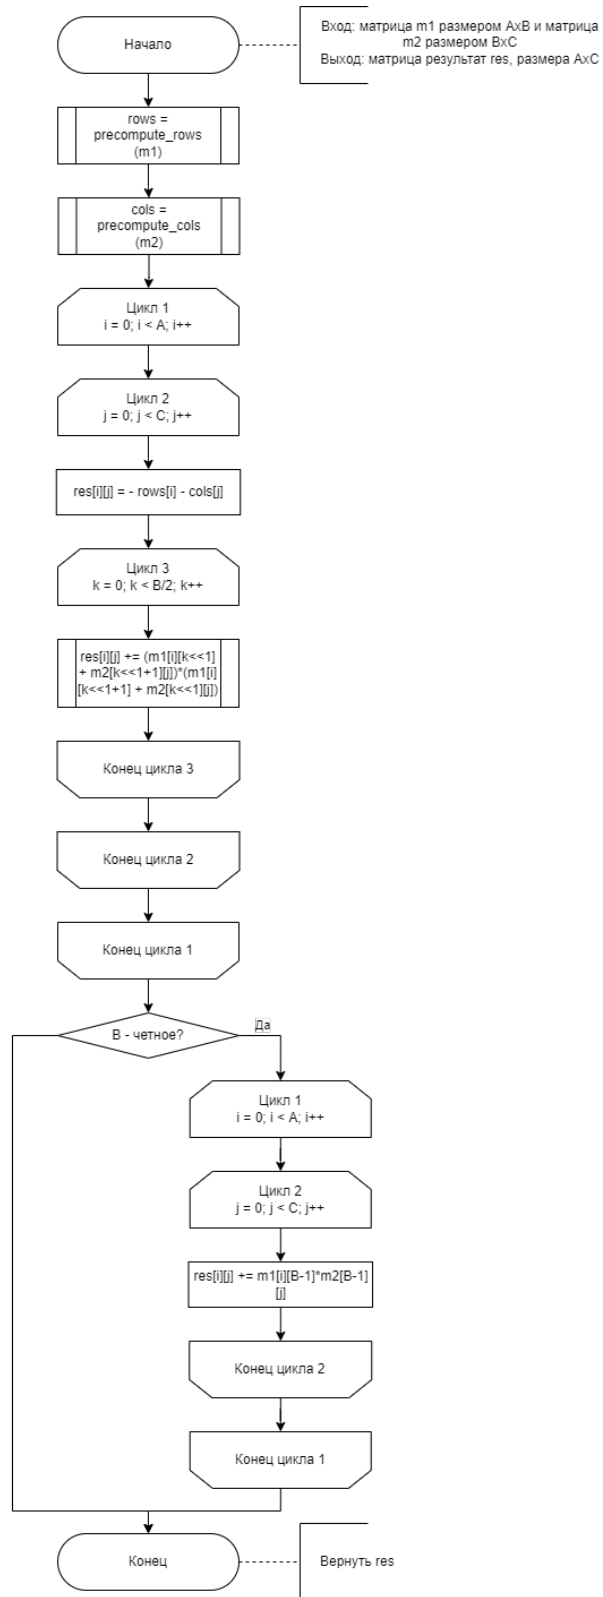 Начало
Вход: матрица m1 размером AxB и матрица
m2 размером BxC
Выход: матрица результат res, размера AxC
rows =
precompute_rows
(m1)
cols =
precompute_cols
(m2)
Цикл 1
i = 0; i < A; i++
Цикл 2
j = 0; j < C; j++
res[i][j] = - rows[i] - cols[j]
Цикл 3
k = 0; k < B/2; k++
res[i][j] += (m1[i][k<<1]
+ m2[k<<1+1][j])*(m1[i]
[k<<1+1] + m2[k<<1][j])
Конец цикла 3
Конец цикла 2
Конец цикла 1
B - четное?
Да
Цикл 1
i = 0; i < A; i++
Цикл 2
j = 0; j < C; j++
res[i][j] += m1[i][B-1]*m2[B-1]
[j]
Конец цикла 2
Конец цикла 1
Конец
Вернуть res